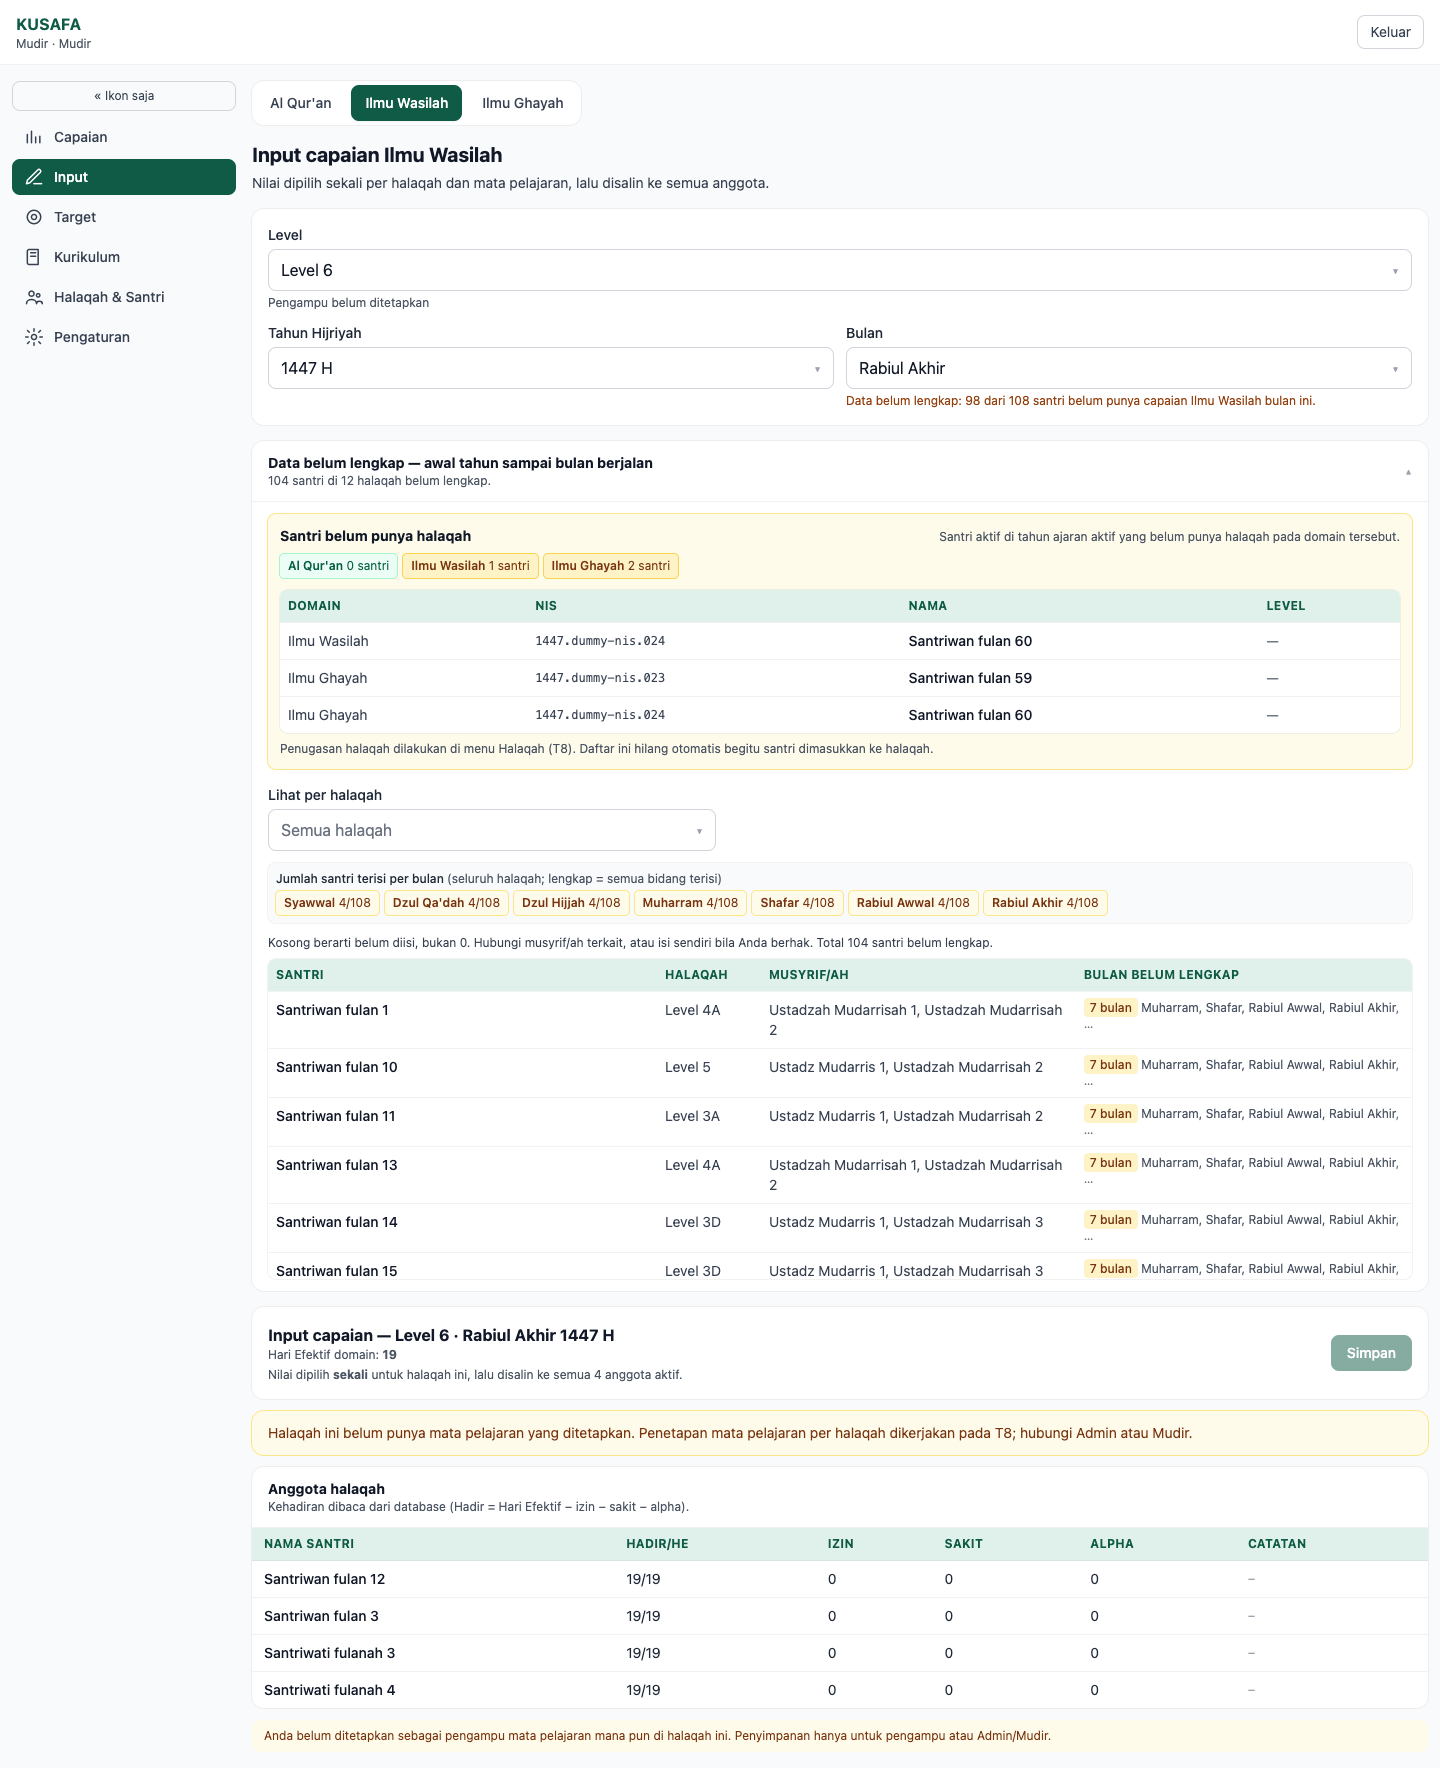 KUSAFA
Mudir · Mudir
Keluar
« Ikon saja
Capaian
Input
Target
Kurikulum
Halaqah & Santri
Pengaturan
Al Qur'an
Ilmu Wasilah
Ilmu Ghayah
Input capaian Ilmu Wasilah
Nilai dipilih sekali per halaqah dan mata pelajaran, lalu disalin ke semua anggota.
Level
Level 6
Pengampu belum ditetapkan
Tahun Hijriyah
Bulan
1447 H
Rabiul Akhir
Data belum lengkap: 98 dari 108 santri belum punya capaian Ilmu Wasilah bulan ini.
Data belum lengkap — awal tahun sampai bulan berjalan
104 santri di 12 halaqah belum lengkap.
Santri belum punya halaqah
Santri aktif di tahun ajaran aktif yang belum punya halaqah pada domain tersebut.
Al Qur'an 0 santri
Ilmu Wasilah 1 santri
Ilmu Ghayah 2 santri
DOMAIN NIS NAMA LEVEL
Ilmu Wasilah 1447.dummy-nis.024 Santriwan fulan 60 —
Ilmu Ghayah 1447.dummy-nis.023 Santriwan fulan 59 —
Ilmu Ghayah 1447.dummy-nis.024 Santriwan fulan 60 —
Penugasan halaqah dilakukan di menu Halaqah (T8). Daftar ini hilang otomatis begitu santri dimasukkan ke halaqah.
Lihat per halaqah
Semua halaqah
Jumlah santri terisi per bulan (seluruh halaqah; lengkap = semua bidang terisi)
Syawwal 4/108
Dzul Qa'dah 4/108
Dzul Hijjah 4/108
Muharram 4/108
Shafar 4/108
Rabiul Awwal 4/108
Rabiul Akhir 4/108
Kosong berarti belum diisi, bukan 0. Hubungi musyrif/ah terkait, atau isi sendiri bila Anda berhak. Total 104 santri belum lengkap.
SANTRI HALAQAH MUSYRIF/AH BULAN BELUM LENGKAP
Santriwan fulan 1 Level 4A Ustadzah Mudarrisah 1, Ustadzah Mudarrisah 2 7 bulan Muharram, Shafar, Rabiul Awwal, Rabiul Akhir, ...
Santriwan fulan 10 Level 5 Ustadz Mudarris 1, Ustadzah Mudarrisah 2 7 bulan Muharram, Shafar, Rabiul Awwal, Rabiul Akhir, ...
Santriwan fulan 11 Level 3A Ustadz Mudarris 1, Ustadzah Mudarrisah 2 7 bulan Muharram, Shafar, Rabiul Awwal, Rabiul Akhir, ...
Santriwan fulan 13 Level 4A Ustadzah Mudarrisah 1, Ustadzah Mudarrisah 2 7 bulan Muharram, Shafar, Rabiul Awwal, Rabiul Akhir, ...
Santriwan fulan 14 Level 3D Ustadz Mudarris 1, Ustadzah Mudarrisah 3 7 bulan Muharram, Shafar, Rabiul Awwal, Rabiul Akhir, ...
Santriwan fulan 15 Level 3D Ustadz Mudarris 1, Ustadzah Mudarrisah 3 7 bulan Muharram, Shafar, Rabiul Awwal, Rabiul Akhir,
Input capaian — Level 6 · Rabiul Akhir 1447 H
Hari Efektif domain: 19
Nilai dipilih sekali untuk halaqah ini, lalu disalin ke semua 4 anggota aktif.
Simpan
Halaqah ini belum punya mata pelajaran yang ditetapkan. Penetapan mata pelajaran per halaqah dikerjakan pada T8; hubungi Admin atau Mudir.
Anggota halaqah
Kehadiran dibaca dari database (Hadir = Hari Efektif − izin − sakit − alpha).
NAMA SANTRI HADIR/HE IZIN SAKIT ALPHA CATATAN
Santriwan fulan 12 19/19 0 0 0 –
Santriwan fulan 3 19/19 0 0 0 –
Santriwati fulanah 3 19/19 0 0 0 –
Santriwati fulanah 4 19/19 0 0 0 –
Anda belum ditetapkan sebagai pengampu mata pelajaran mana pun di halaqah ini. Penyimpanan hanya untuk pengampu atau Admin/Mudir.